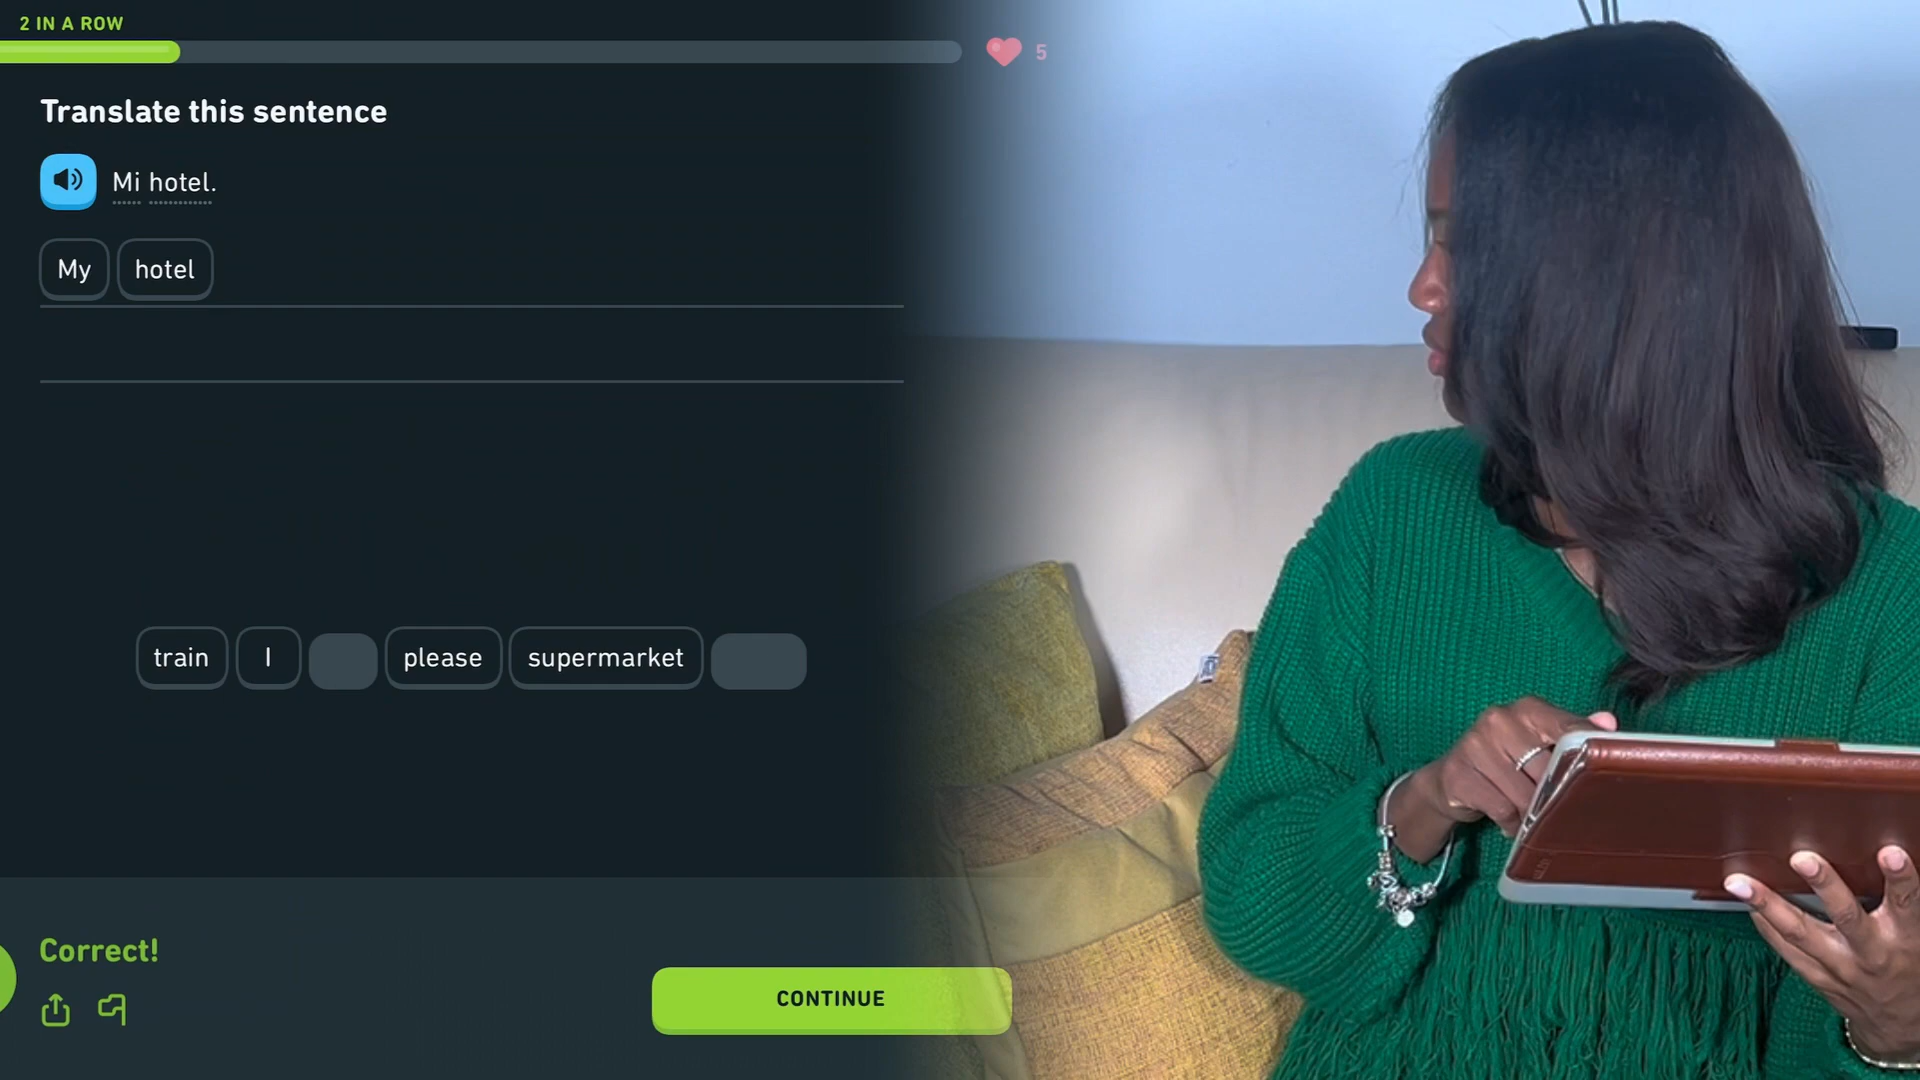 2 IN A ROW
5
Translate this sentence
Mi hotel.
My hotel
train I please supermarket
Correct!
CONTINUE